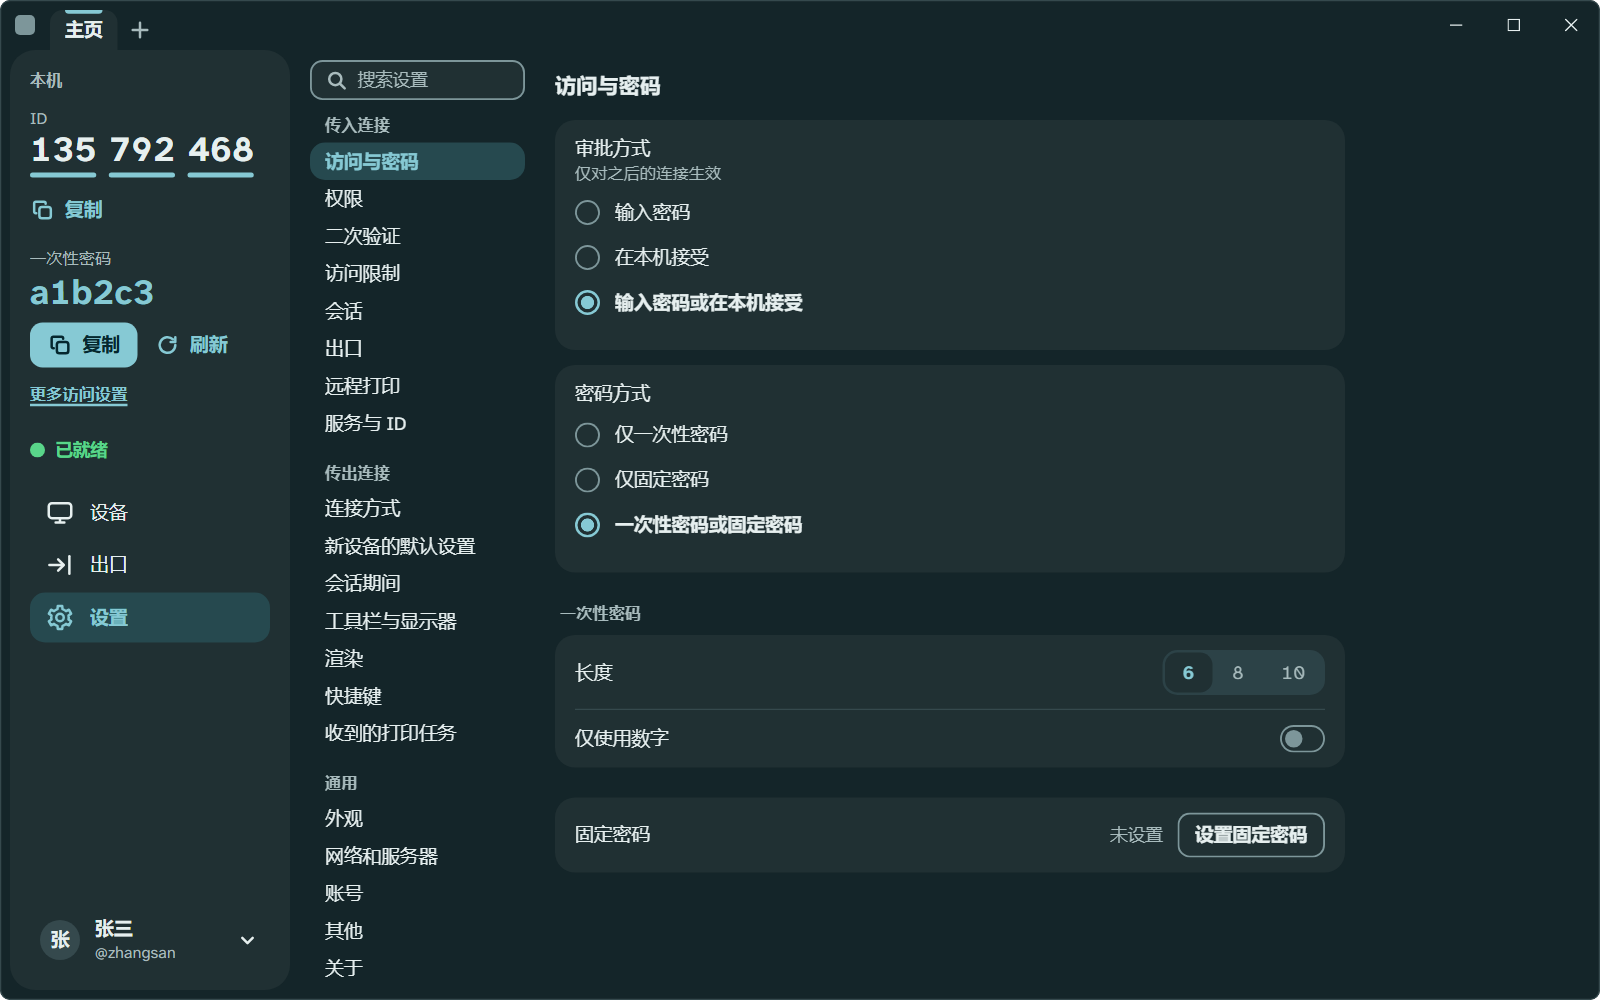 主页
本机
ID
135 792 468
复制
一次性密码
a1b2c3
复制
刷新
更多访问设置
已就绪
设备
出口
设置
张
张三
@zhangsan
搜索设置
传入连接
访问与密码
权限
二次验证
访问限制
会话
出口
远程打印
服务与 ID
传出连接
连接方式
新设备的默认设置
会话期间
工具栏与显示器
渲染
快捷键
收到的打印任务
通用
外观
网络和服务器
账号
其他
关于
访问与密码
审批方式
仅对之后的连接生效
输入密码
在本机接受
输入密码或在本机接受
密码方式
仅一次性密码
仅固定密码
一次性密码或固定密码
一次性密码
长度
6 8 10
仅使用数字
固定密码
未设置
设置固定密码